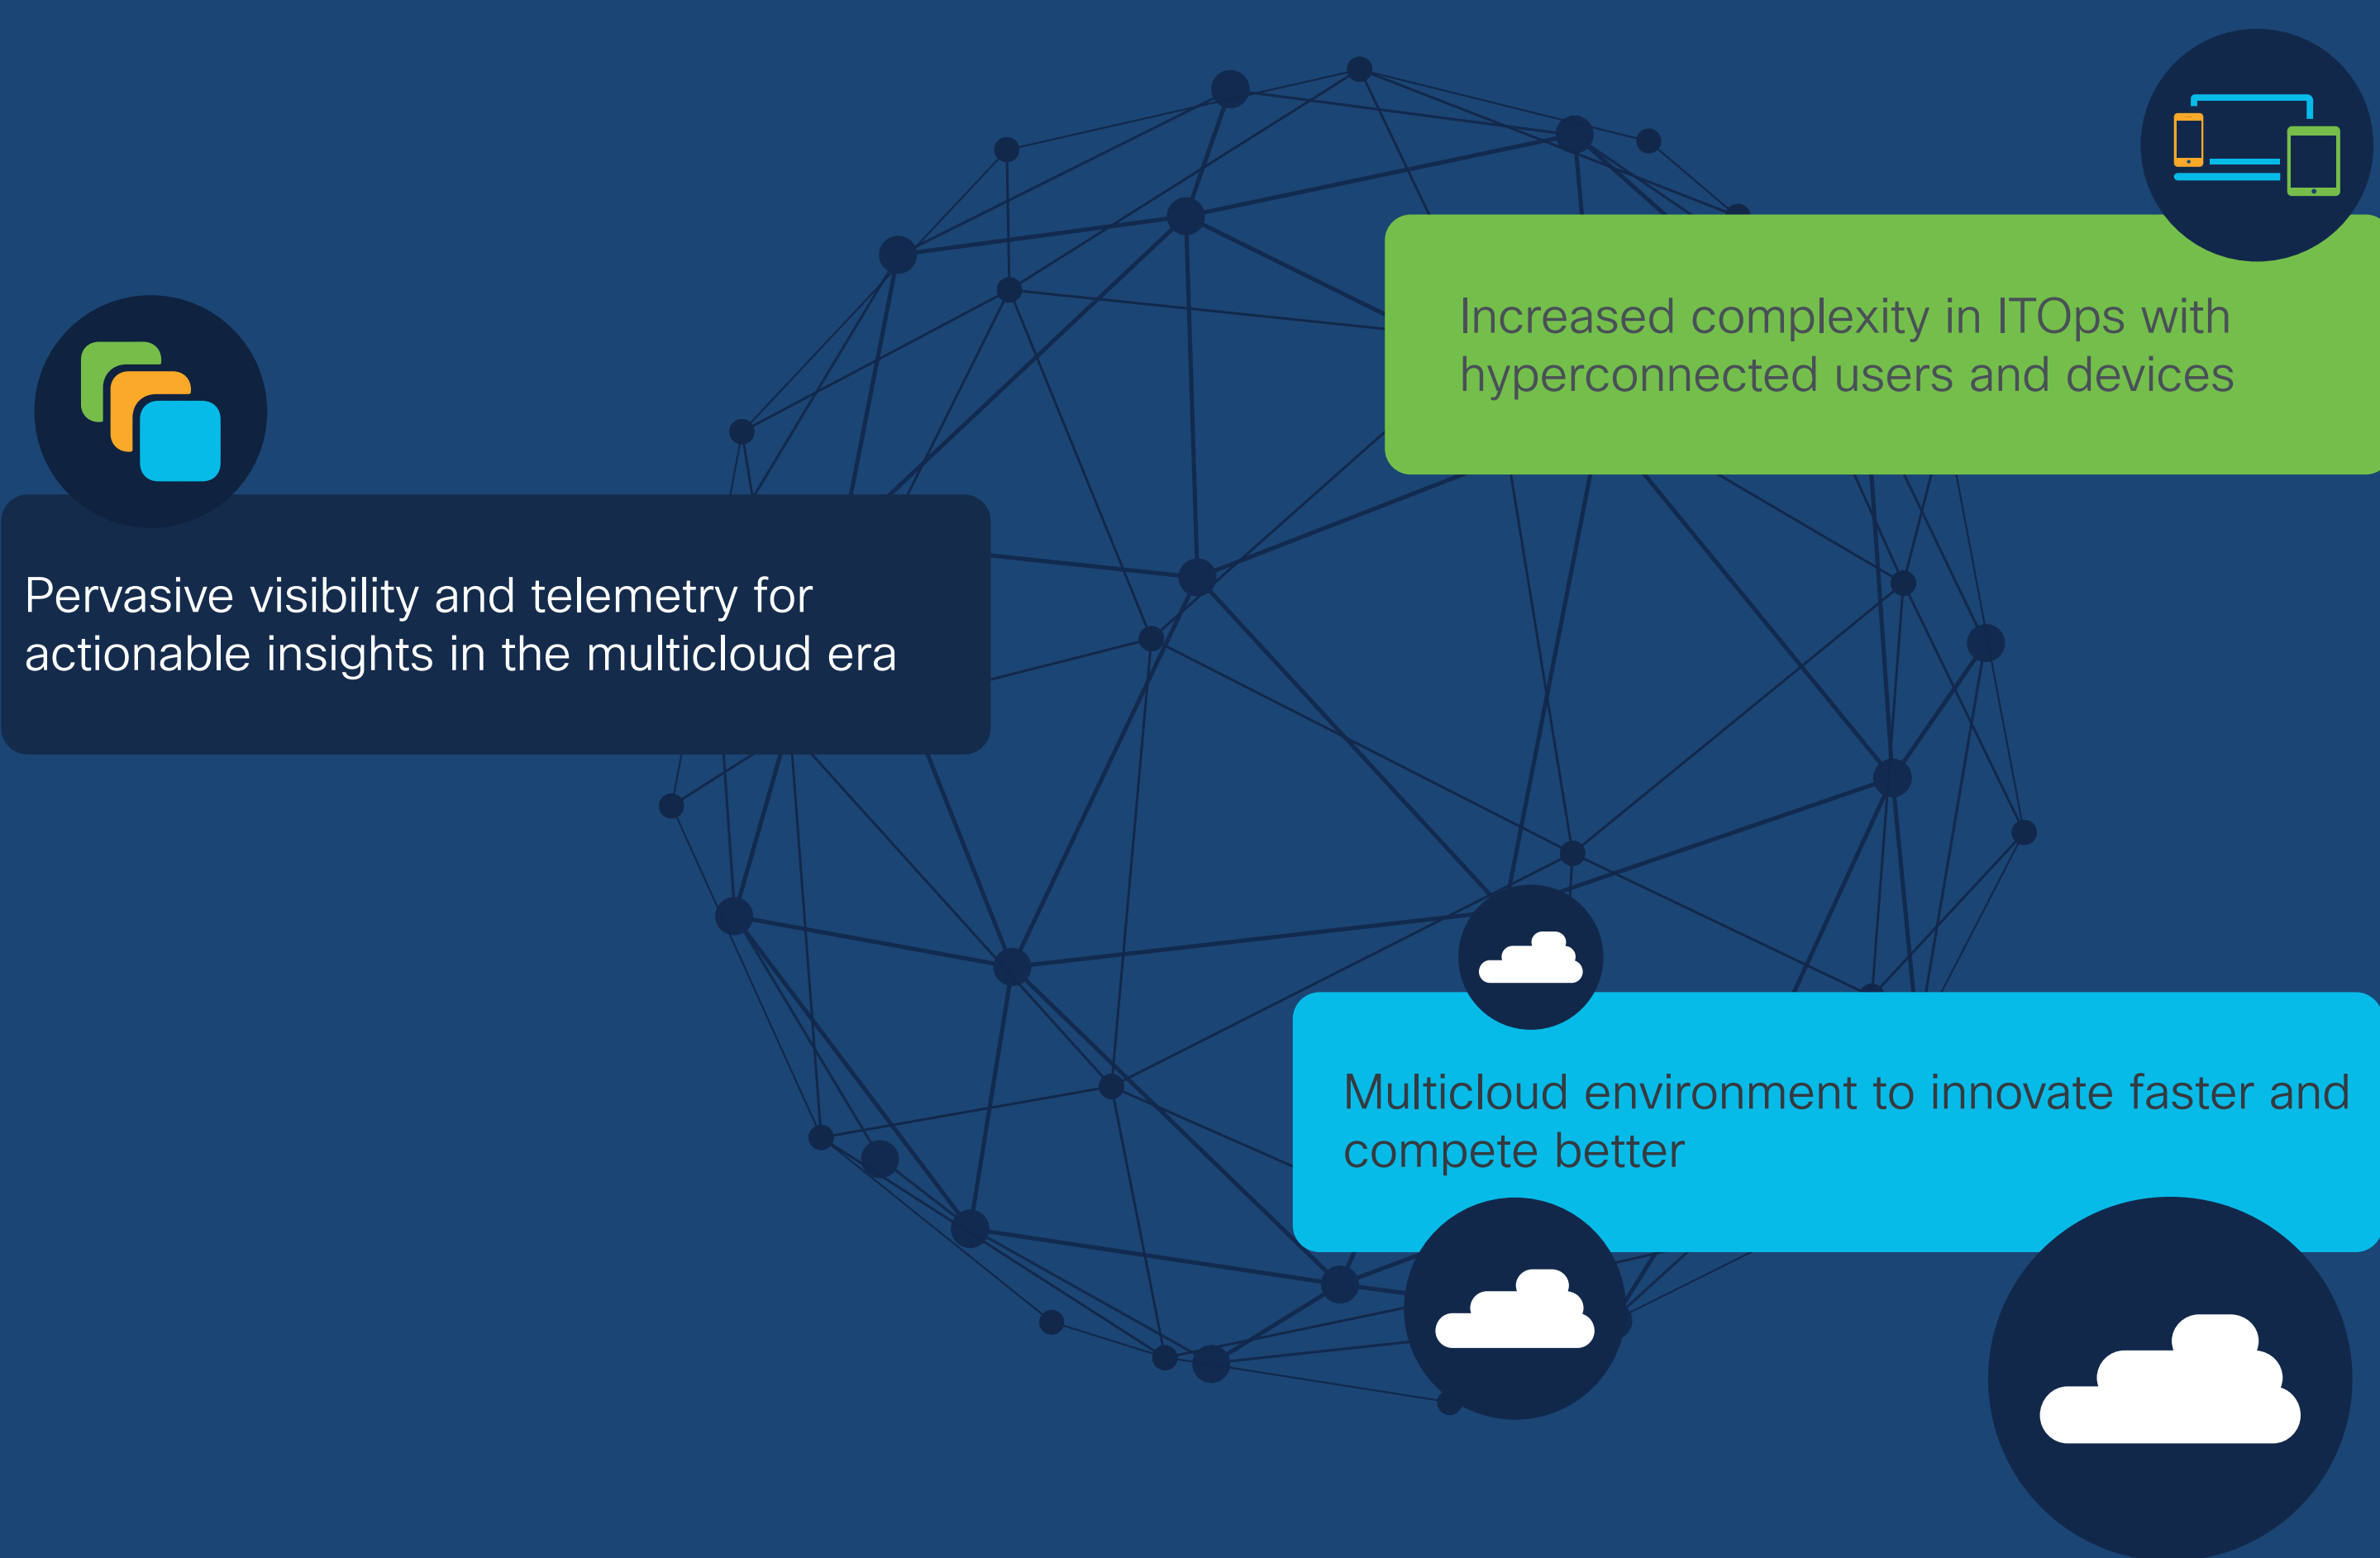 Increased complexity in ITOps with
hyperconnected users and devices
Pervasive visibility and telemetry for
actionable insights in the multicloud era
Multicloud environment to innovate faster and
compete better